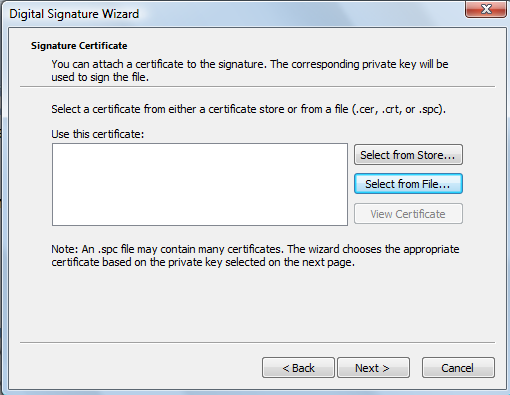 Digital Signature Wizard
Signature Certificate
You can attach a certificate to the signature. The corresponding private key will be
used to sign the file.
Select a certificate from either a certificate store or from a file (.cer, .crt, or .spc).
Use this certificate:
Select from Store...
Select from File...
View Certificate
Note: An .spc file may contain many certificates. The wizard chooses the appropriate
certificate based on the private key selected on the next page.
< Back Next > Cancel